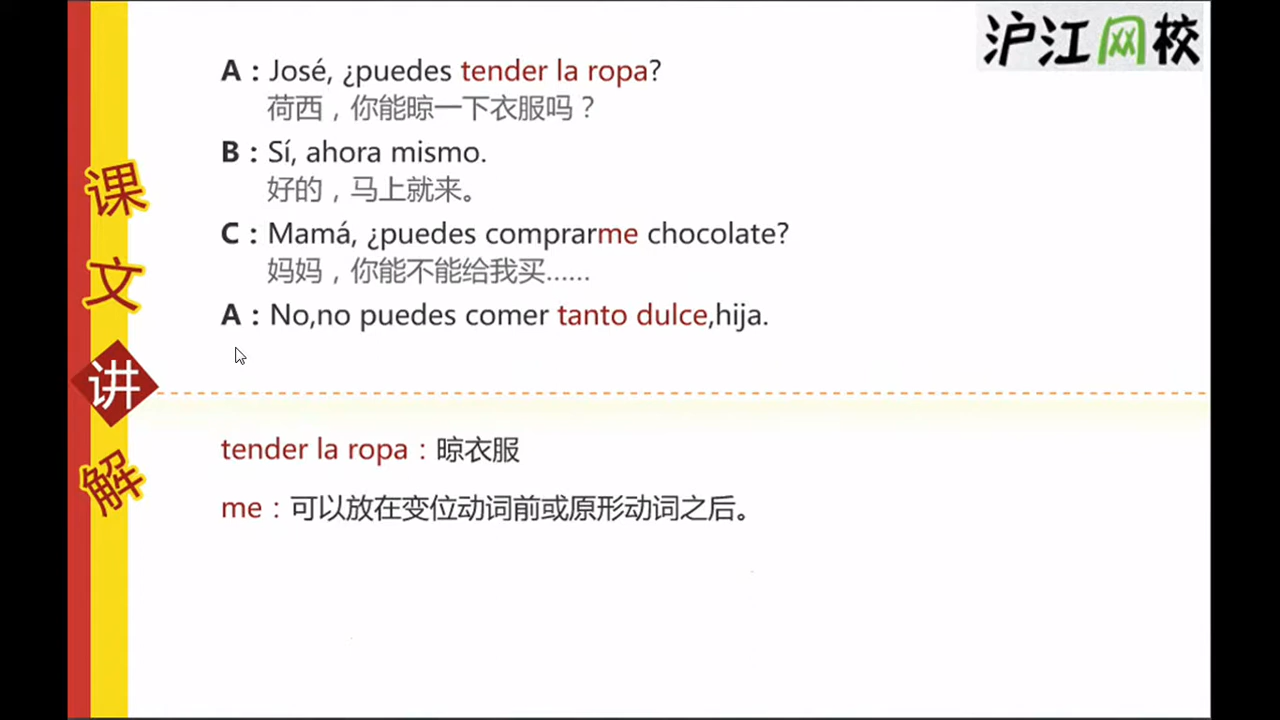 沪江网校
A：José, ¿puedes tender la ropa?
荷西，你能晾一下衣服吗？
B：Sí, ahora mismo.
好的，马上就来。
C：Mamá, ¿puedes comprarme chocolate?
妈妈，你能不能给我买……
A：No,no puedes comer tanto dulce,hija.
课文讲解
tender la ropa：晾衣服
me：可以放在变位动词前或原形动词之后。